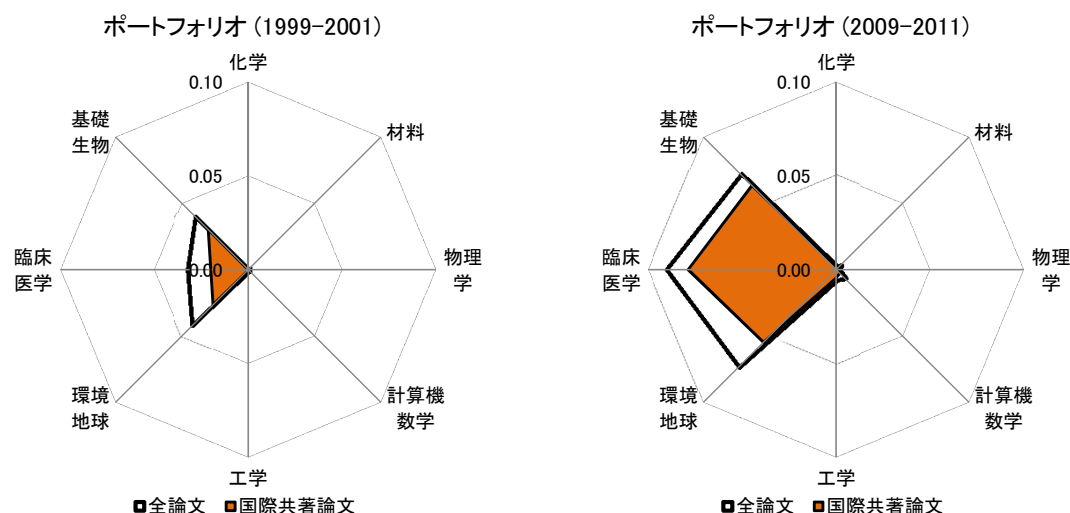 ポートフォリオ (1999-2001)
化学
0.10
材料
基礎
生物
0.05
臨床
医学
0.00
物理
学
環境
地球
計算機
数学
工学
全論文 国際共著論文
ポートフォリオ (2009-2011)
化学
0.10
材料
基礎
生物
0.05
臨床
医学
0.00
物理
学
環境
地球
計算機
数学
工学
全論文 国際共著論文